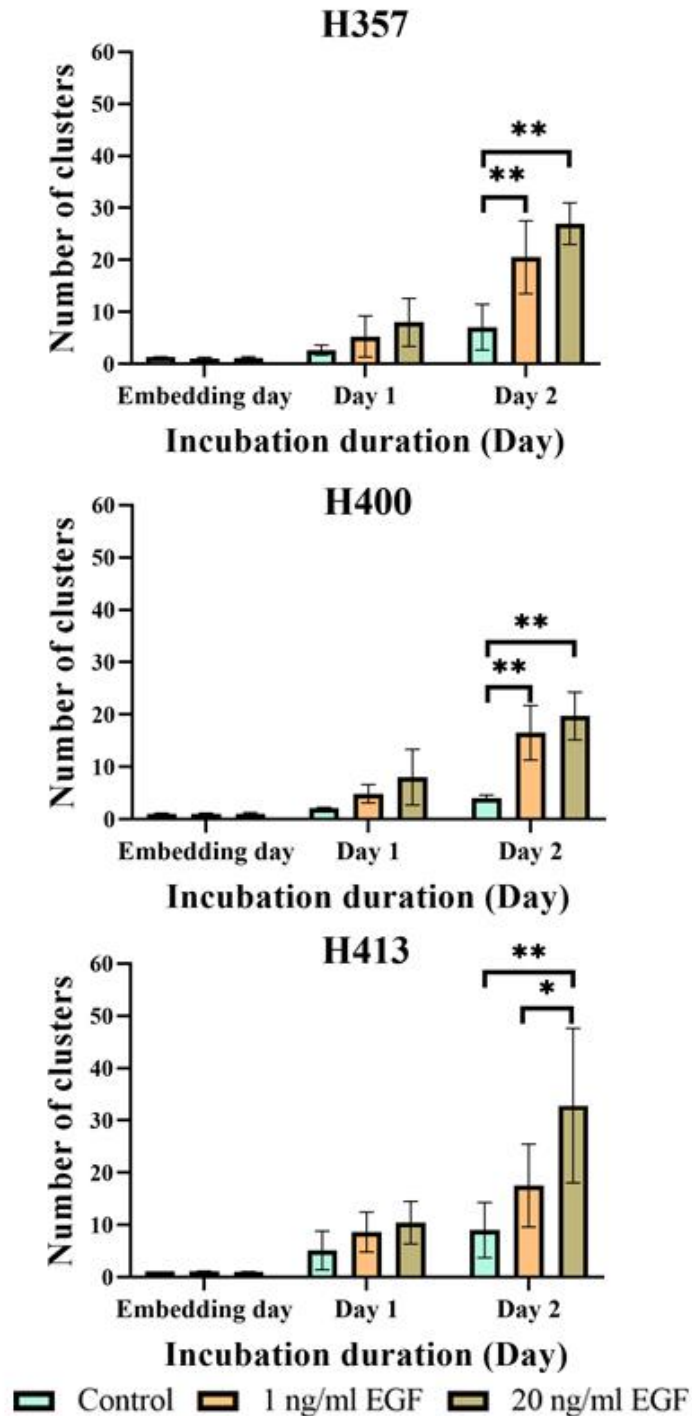 H357
Number of clusters
60
50
40
30
20
10
0
**
**
Embedding day Day 1 Day 2
Incubation duration (Day)
H400
Number of clusters
60
50
40
30
20
10
0
**
**
Embedding day Day 1 Day 2
Incubation duration (Day)
H413
Number of clusters
60
50
40
30
20
10
0
**
*
Embedding day Day 1 Day 2
Incubation duration (Day)
Control 1 ng/ml EGF 20 ng/ml EGF